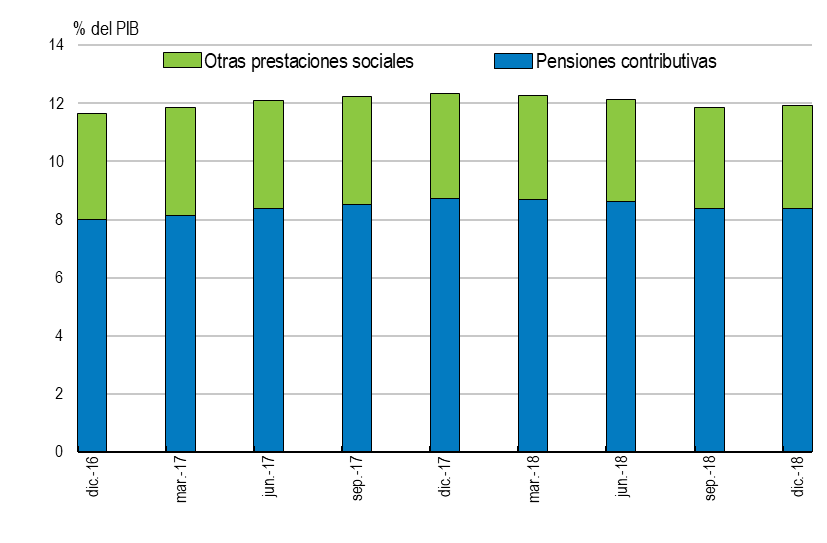 % del PIB
14
Otras prestaciones sociales
Pensiones contributivas
12
10
8
6
4
2
0
dic.-16
mar.-17
jun.-17
sep.-17
dic.-17
mar.-18
jun.-18
sep.-18
dic.-18